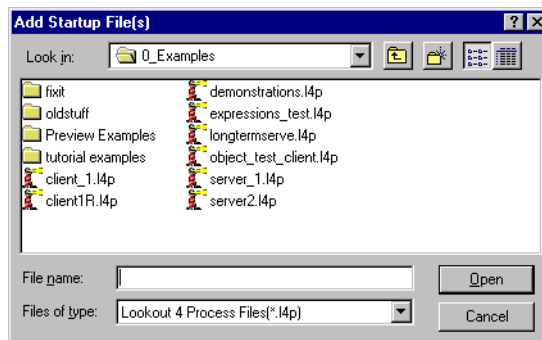 Add Startup File(s)
Look in: 0_Examples
fixit
oldstuff
Preview Examples
tutorial examples
client_1.l4p
client1R.l4p
demonstrations.l4p
expressions_test.l4p
longtermserve.l4p
object_test_client.l4p
server_1.l4p
server2.l4p
File name:
Open
Files of type: Lookout 4 Process Files(*.l4p)
Cancel